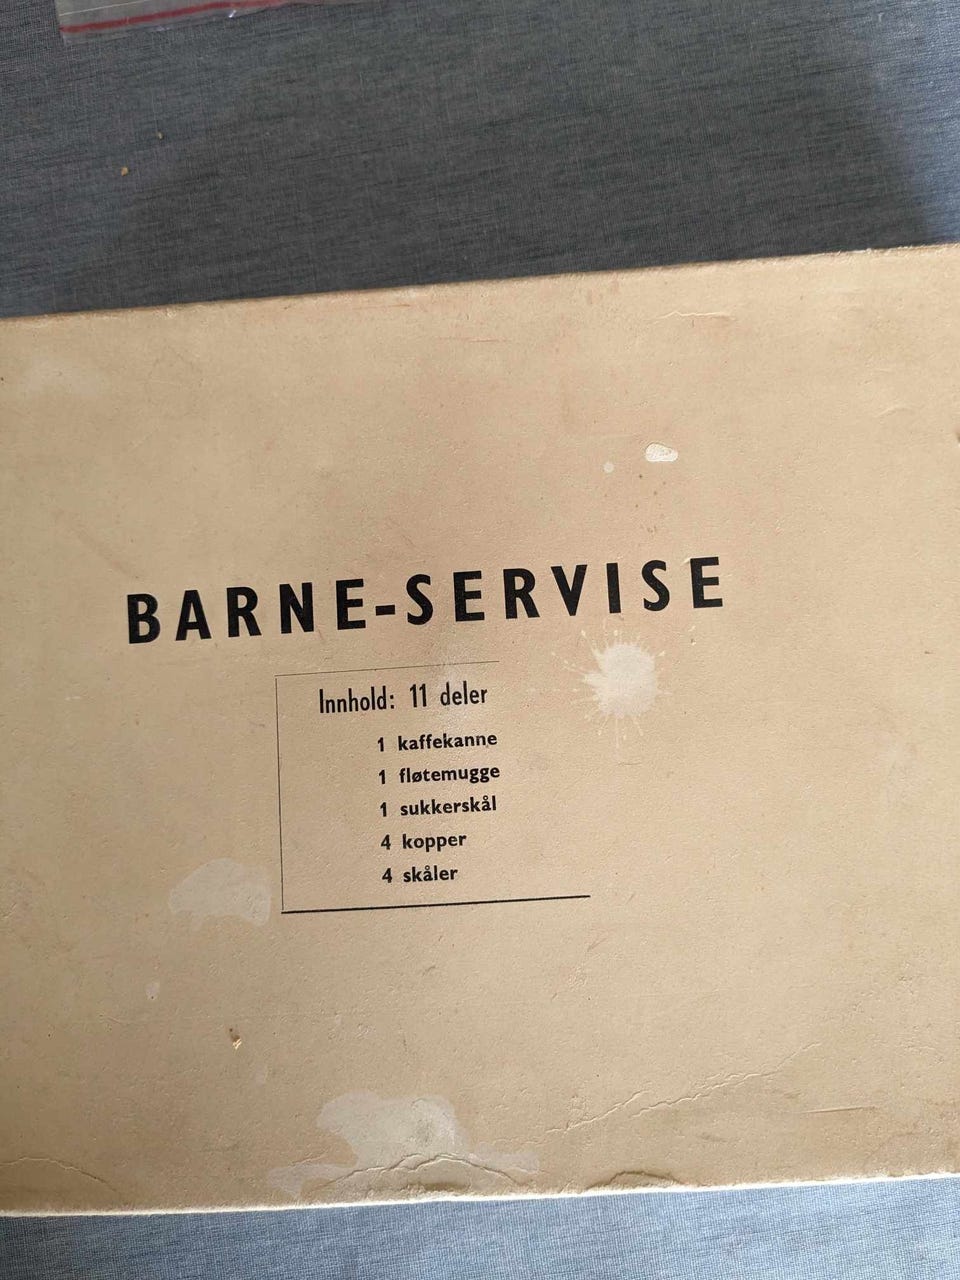 BARNE-SERVISE
Innhold: 11 deler
1 kaffekanne
1 fløtemugge
1 sukkerskål
4 kopper
4 skåler